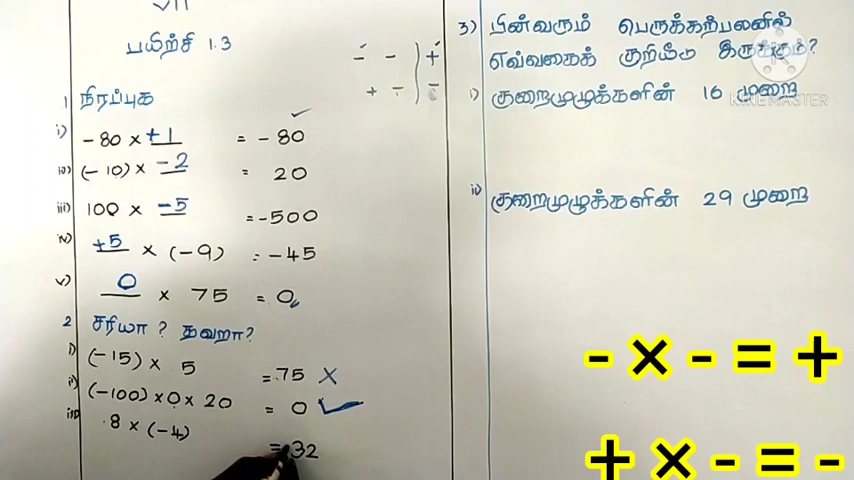 VII
பயிற்சி 1.3
- - +
+ - -
1 நிரப்புக
i) -80 × +1 = -80
ii) (-10) × -2 = 20
iii) 100 × -5 = -500
iv) +5 × (-9) = -45
v) 0 × 75 = 0
2 சரியா ? தவறா?
i) (-15) × 5 = 75 ×
ii) (-100) × 0 × 20 = 0 ✓
iii) 8 × (-4) = 32
3) பின்வரும் பெருக்கற்பலனில்
எவ்வகைக் குறியீடு இருக்கும்?
i) குறைமுழுக்களின் 16 முறை
ii) குறைமுழுக்களின் 29 முறை
KINEMASTER
- × - = +
+ × - = -